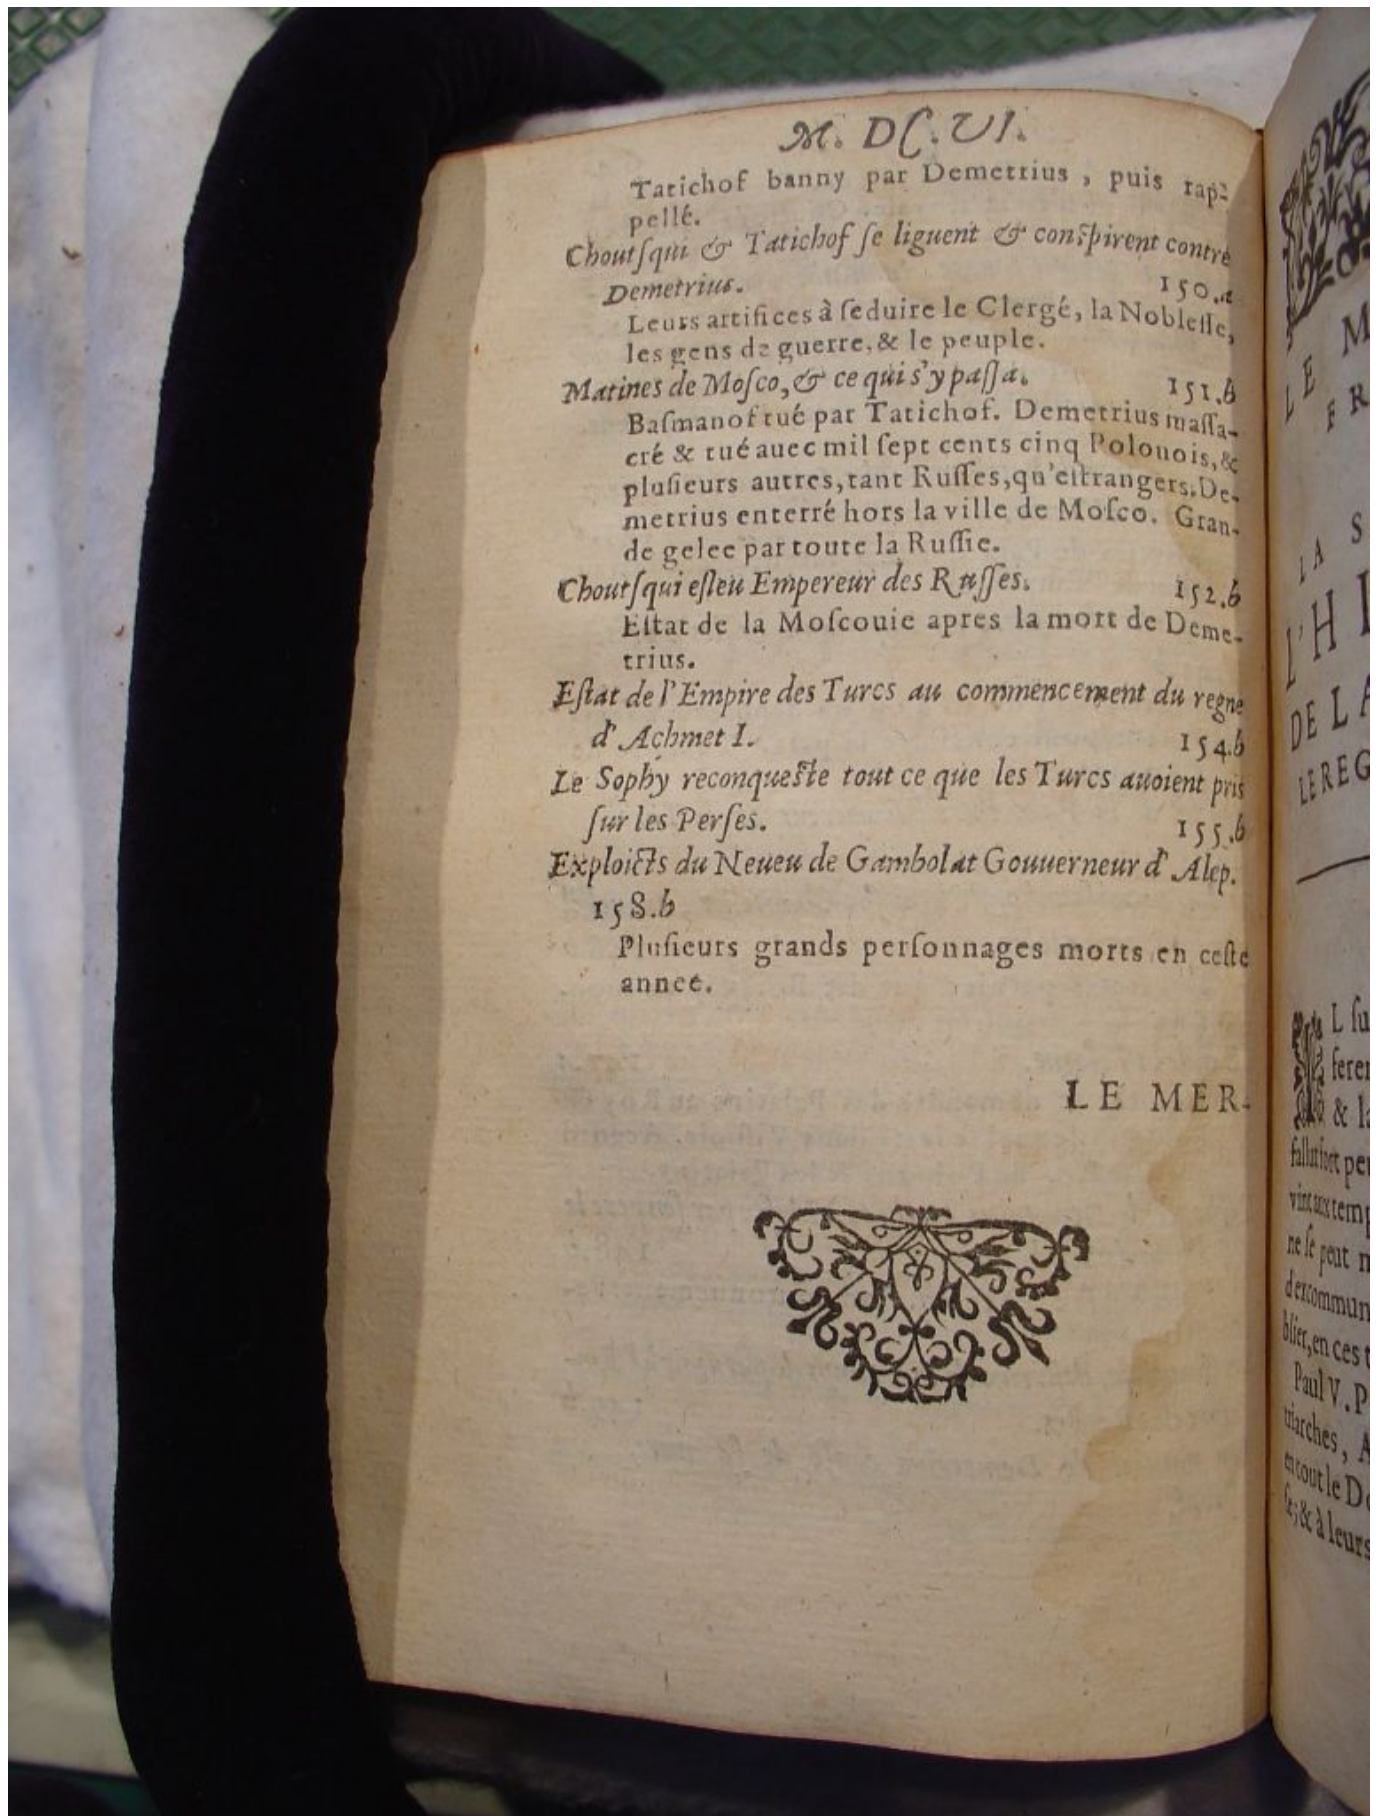 M. DC. VI.
Tatichof banny par Demetrius, puis rap-
pellé.
Choutſqui & Tatichof ſe liguent & conſpirent contre
Demetrius. 150.a
Leurs artifices à ſeduire le Clergé, la Nobleſſe,
les gens de guerre, & le peuple.
Matines de Moſco, & ce qui s'y paſſa. 151.b
Baſmanof tué par Tatichof. Demetrius maſſa-
cré & tué auec mil ſept cents cinq Polouois, &
pluſieurs autres, tant Ruſſes, qu'eſtrangers. De-
metrius enterré hors la ville de Moſco. Gran-
de gelee par toute la Ruſſie.
Choutſqui eſleu Empereur des Ruſſes. 152.b
Eſtat de la Moſcouie apres la mort de Deme-
trius.
Eſtat de l'Empire des Turcs au commencement du regne
d'Achmet I. 154.b
Le Sophy reconqueſte tout ce que les Turcs auoient pris
ſur les Perſes. 155.b
Exploicts du Neueu de Gambolat Gouuerneur d'Alep.
158.b
Pluſieurs grands perſonnages morts en ceſte
annee.
LE MER-
LE M
FR
LA S
L'HI
DE LA
LE REG
L ſu
ferer
& la
fallut ſoit per
vint aux temp
ne ſe peut n
d'excommun
blier, en ces t
Paul V. P
triarches, A
en tout le Do
ſe; & à leurs